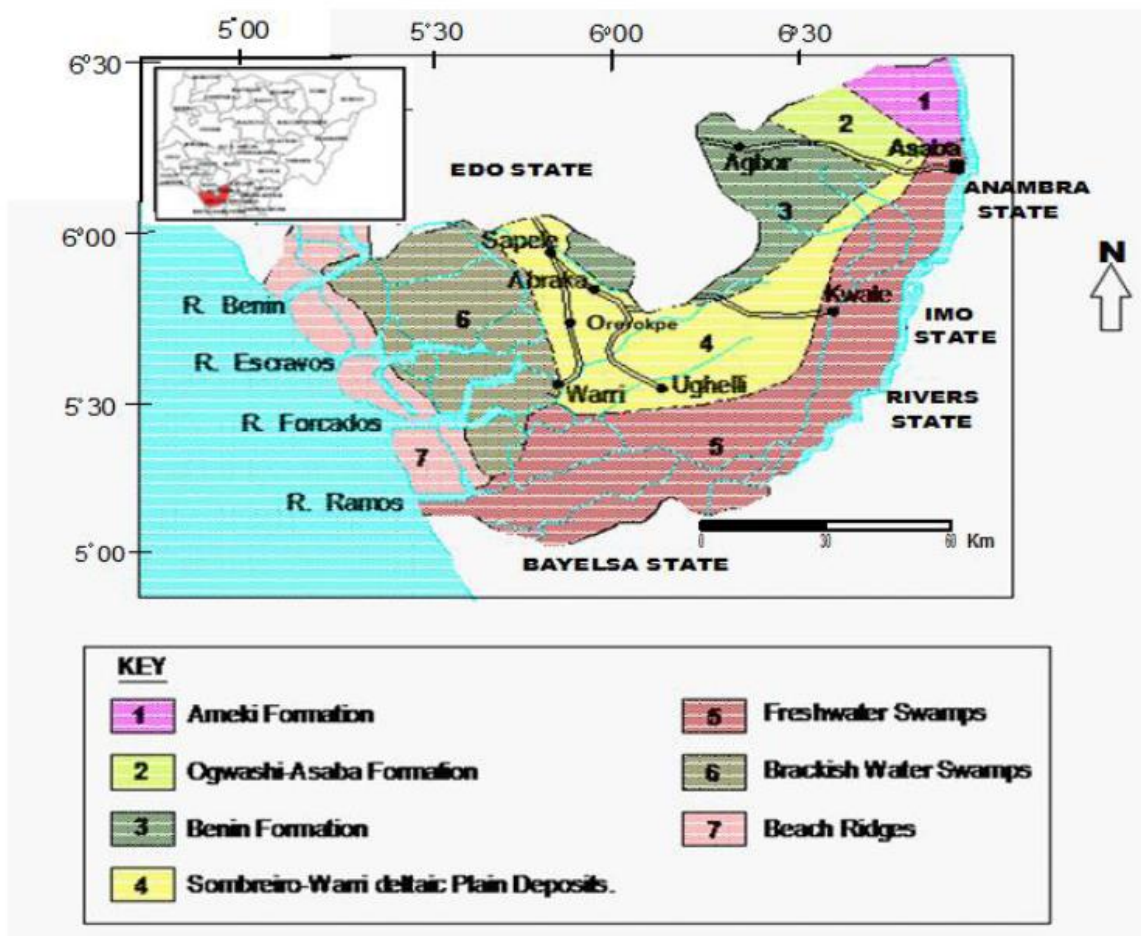 5°00 5°30 6°00 6°30
6°30
1
2
Asaba
Agbor
EDO STATE
ANAMBRA
STATE
3
6°00
Sapele
N
Abraka
Kwale
R. Benin
6
IMO
STATE
Ororokpe
4
R. Escravos
Warri
Ughelli
RIVERS
STATE
5°30
R. Forcados
5
7
R. Ramos
0 30 60 Km
5°00
BAYELSA STATE
KEY
1 Ameki Formation
2 Ogwashi-Asaba Formation
3 Benin Formation
4 Sombreiro-Warri deltaic Plain Deposits.
5 Freshwater Swamps
6 Brackish Water Swamps
7 Beach Ridges